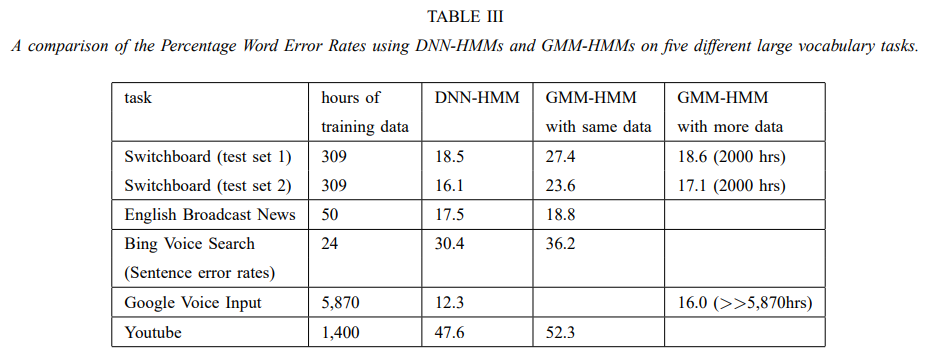 TABLE III
A comparison of the Percentage Word Error Rates using DNN-HMMs and GMM-HMMs on five different large vocabulary tasks.
task hours of training data DNN-HMM GMM-HMM with same data GMM-HMM with more data
Switchboard (test set 1) 309 18.5 27.4 18.6 (2000 hrs)
Switchboard (test set 2) 309 16.1 23.6 17.1 (2000 hrs)
English Broadcast News 50 17.5 18.8
Bing Voice Search (Sentence error rates) 24 30.4 36.2
Google Voice Input 5,870 12.3 16.0 (>>5,870hrs)
Youtube 1,400 47.6 52.3